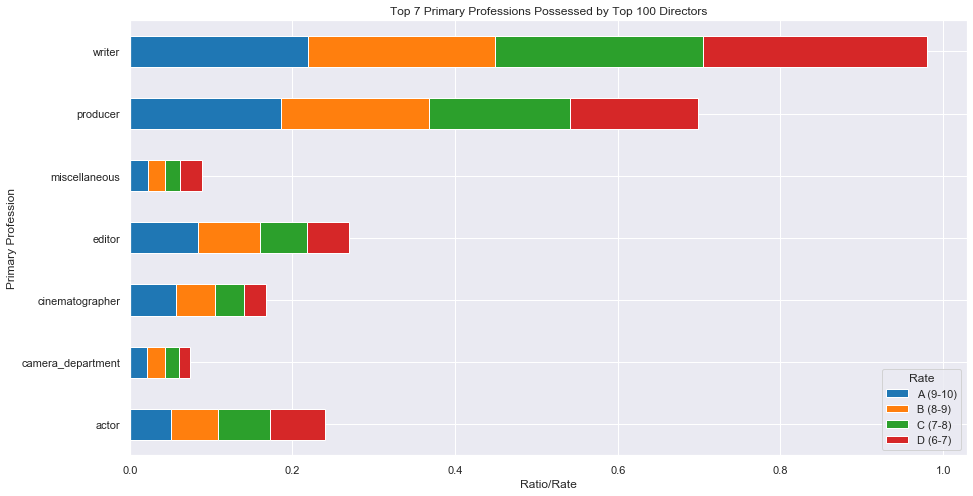 Top 7 Primary Professions Possessed by Top 100 Directors
Primary Profession
writer
producer
miscellaneous
editor
cinematographer
camera_department
actor
Rate
A (9-10)
B (8-9)
C (7-8)
D (6-7)
0.0 0.2 0.4 0.6 0.8 1.0
Ratio/Rate